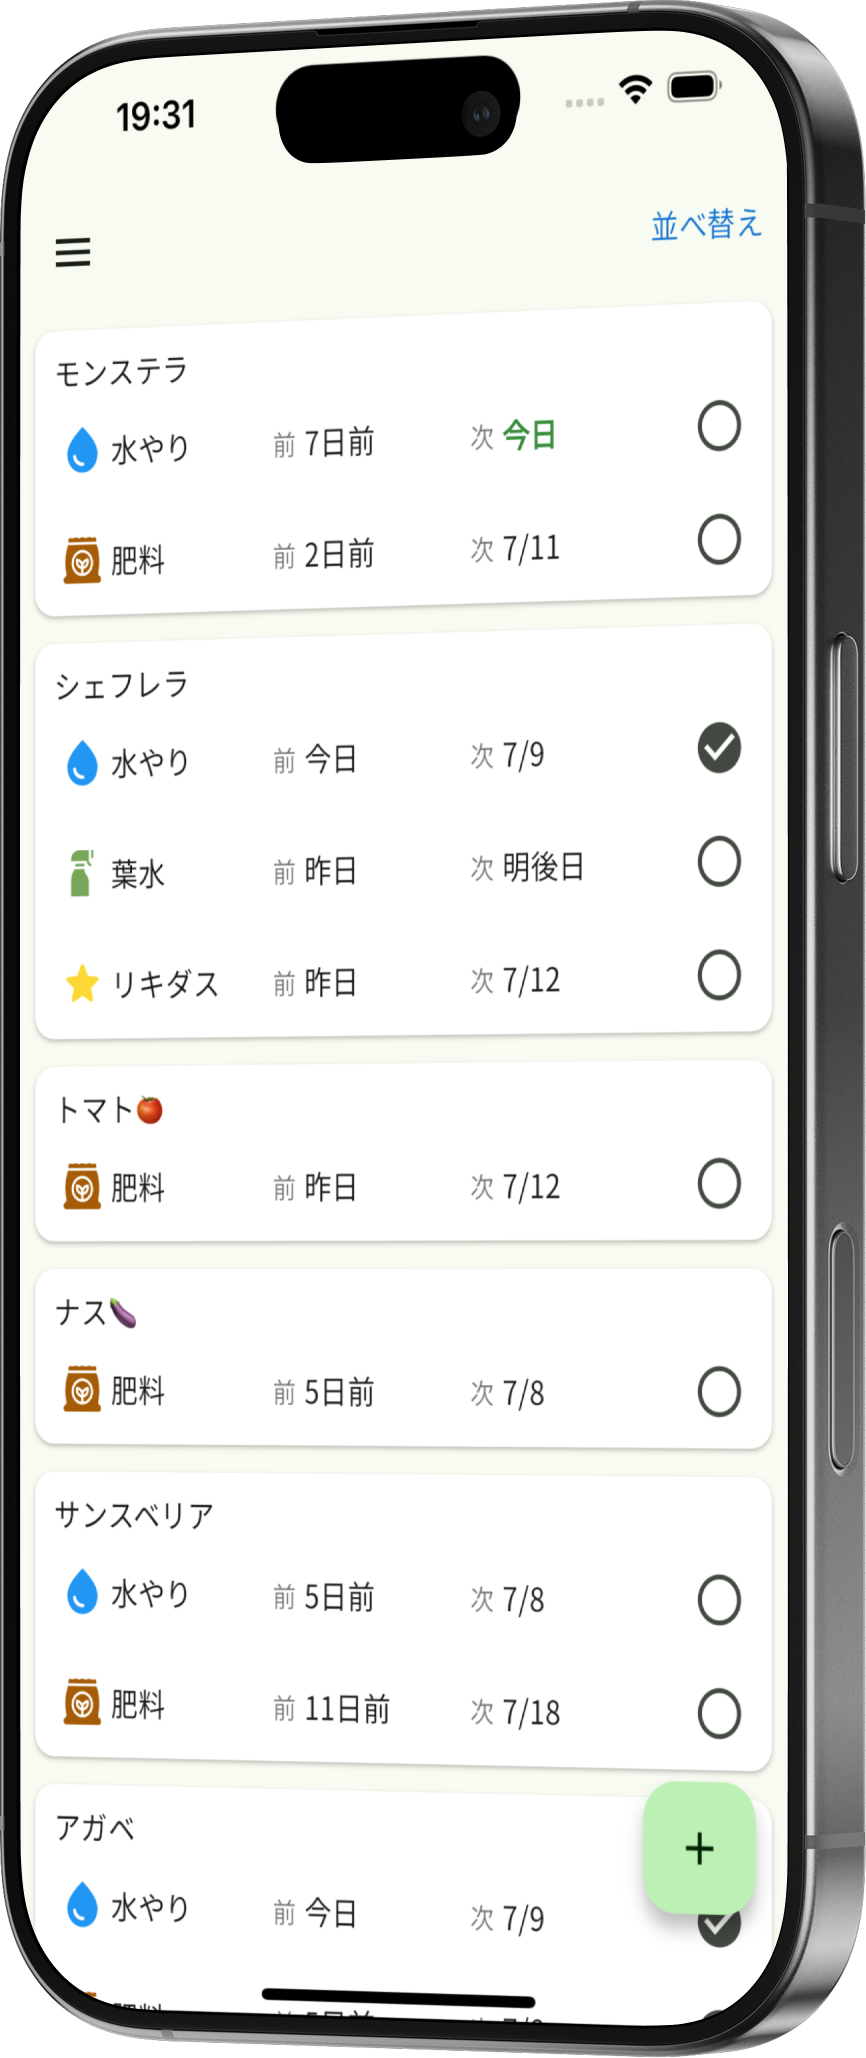 19:31
並べ替え
モンステラ
水やり 前 7日前 次 今日
肥料 前 2日前 次 7/11
シェフレラ
水やり 前 今日 次 7/9
葉水 前 昨日 次 明後日
リキダス 前 昨日 次 7/12
トマト🍅
肥料 前 昨日 次 7/12
ナス🍆
肥料 前 5日前 次 7/8
サンスベリア
水やり 前 5日前 次 7/8
肥料 前 11日前 次 7/18
アガベ
+
水やり 前 今日 次 7/9